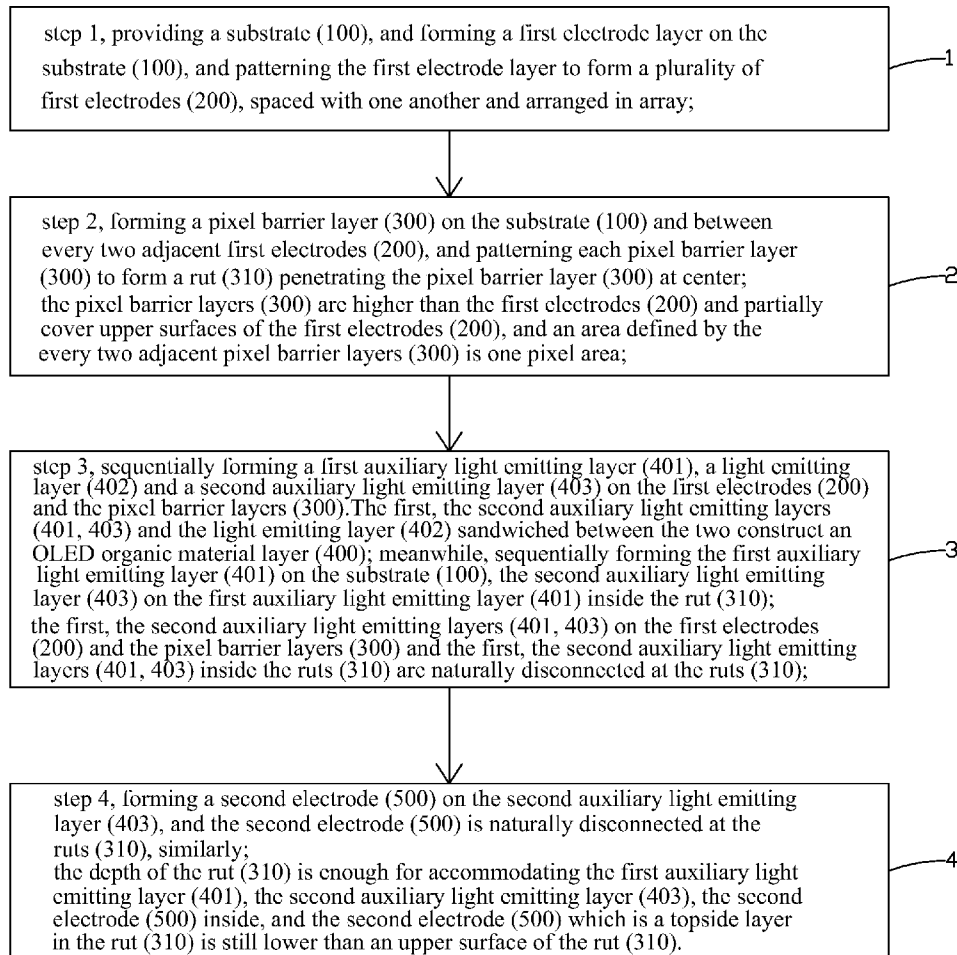 step 1, providing a substrate (100), and forming a first electrode layer on the
substrate (100), and patterning the first electrode layer to form a plurality of
first electrodes (200), spaced with one another and arranged in array;
1
step 2, forming a pixel barrier layer (300) on the substrate (100) and between
every two adjacent first electrodes (200), and patterning each pixel barrier layer
(300) to form a rut (310) penetrating the pixel barrier layer (300) at center;
the pixel barrier layers (300) are higher than the first electrodes (200) and partially
cover upper surfaces of the first electrodes (200), and an area defined by the
every two adjacent pixel barrier layers (300) is one pixel area;
2
step 3, sequentially forming a first auxiliary light emitting layer (401), a light emitting
layer (402) and a second auxiliary light emitting layer (403) on the first electrodes (200)
and the pixel barrier layers (300).The first, the second auxiliary light emitting layers
(401, 403) and the light emitting layer (402) sandwiched between the two construct an
OLED organic material layer (400); meanwhile, sequentially forming the first auxiliary
light emitting layer (401) on the substrate (100), the second auxiliary light emitting
layer (403) on the first auxiliary light emitting layer (401) inside the rut (310);
the first, the second auxiliary light emitting layers (401, 403) on the first electrodes
(200) and the pixel barrier layers (300) and the first, the second auxiliary light emitting
layers (401, 403) inside the ruts (310) are naturally disconnected at the ruts (310);
3
step 4, forming a second electrode (500) on the second auxiliary light emitting
layer (403), and the second electrode (500) is naturally disconnected at the
ruts (310), similarly;
the depth of the rut (310) is enough for accommodating the first auxiliary light
emitting layer (401), the second auxiliary light emitting layer (403), the second
electrode (500) inside, and the second electrode (500) which is a topside layer
in the rut (310) is still lower than an upper surface of the rut (310).
4